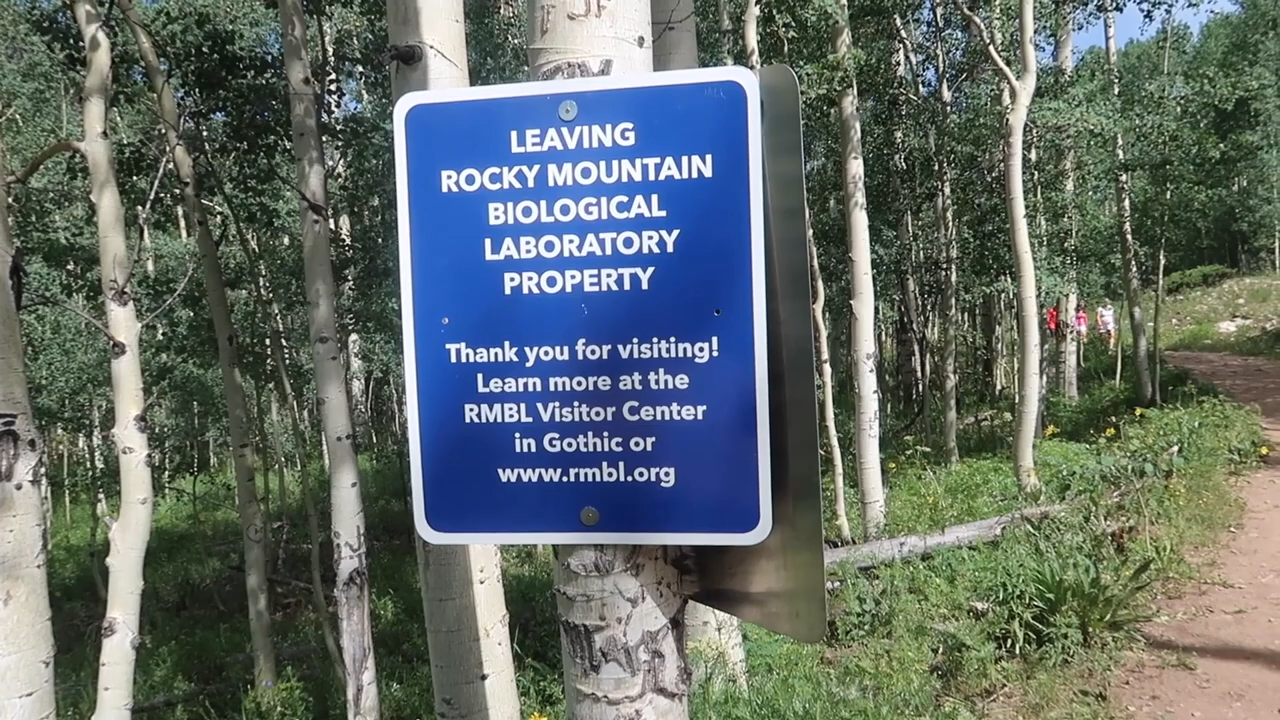 LEAVING
ROCKY MOUNTAIN
BIOLOGICAL
LABORATORY
PROPERTY
Thank you for visiting!
Learn more at the
RMBL Visitor Center
in Gothic or
www.rmbl.org